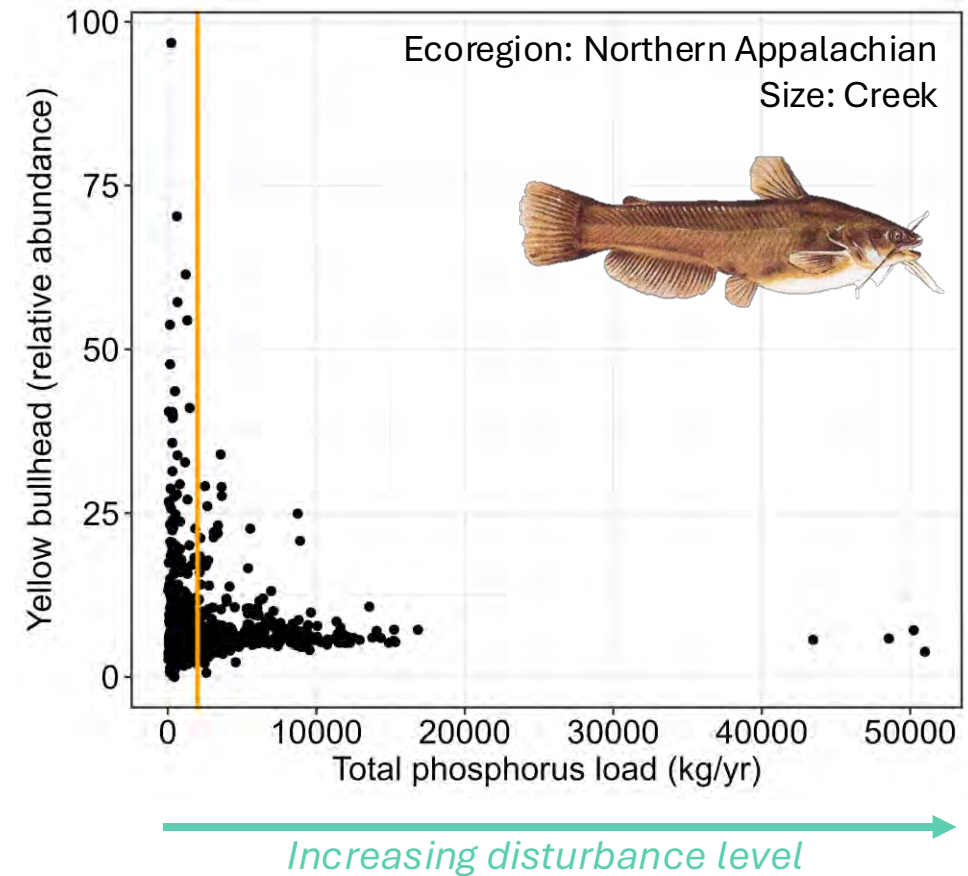 Ecoregion: Northern Appalachian
Size: Creek
Yellow bullhead (relative abundance)
100
75
50
25
0
0 10000 20000 30000 40000 50000
Total phosphorus load (kg/yr)
Increasing disturbance level